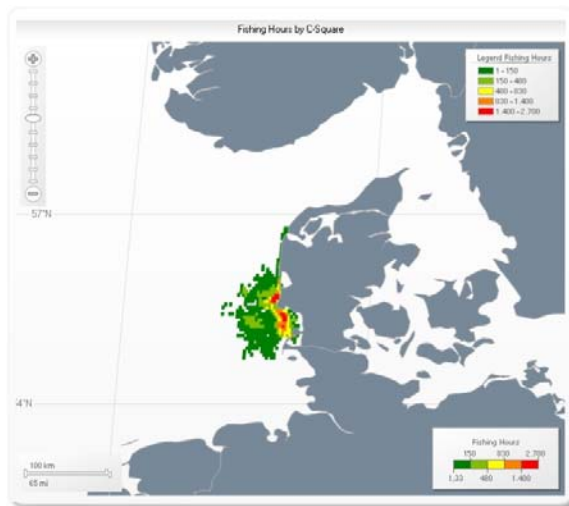 Fishing Hours by C-Square
Legend Fishing Hours
1 - 150
150 - 480
480 - 830
830 - 1.400
1.400 - 2.700
57°N
4°N
100 km
65 mi
Fishing Hours
150 830 2.700
1,33 480 1.400